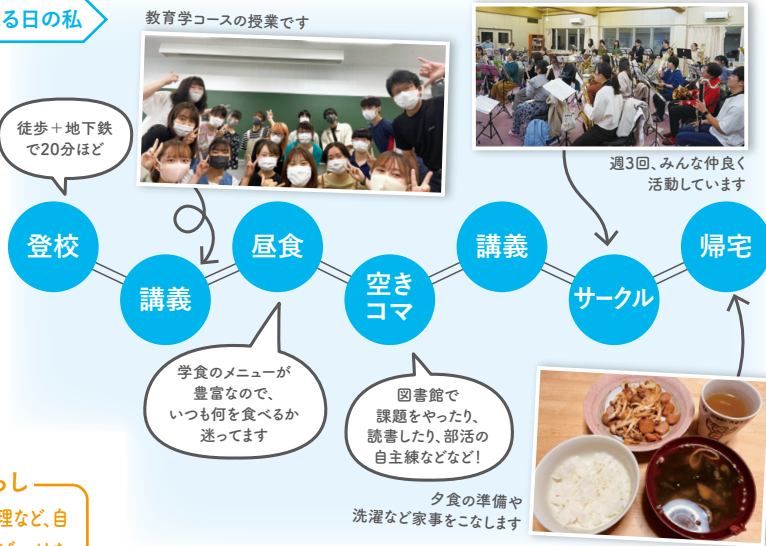 る日の私
教育学コースの授業です
徒歩+地下鉄
で20分ほど
週3回、みんな仲良く
活動しています
登校
講義
昼食
空き
コマ
講義
サークル
帰宅
学食のメニューが
豊富なので、
いつも何を食べるか
迷ってます
図書館で
課題をやったり、
読書したり、部活の
自主練などなど!
夕食の準備や
洗濯など家事をこなします
らし
理など、自